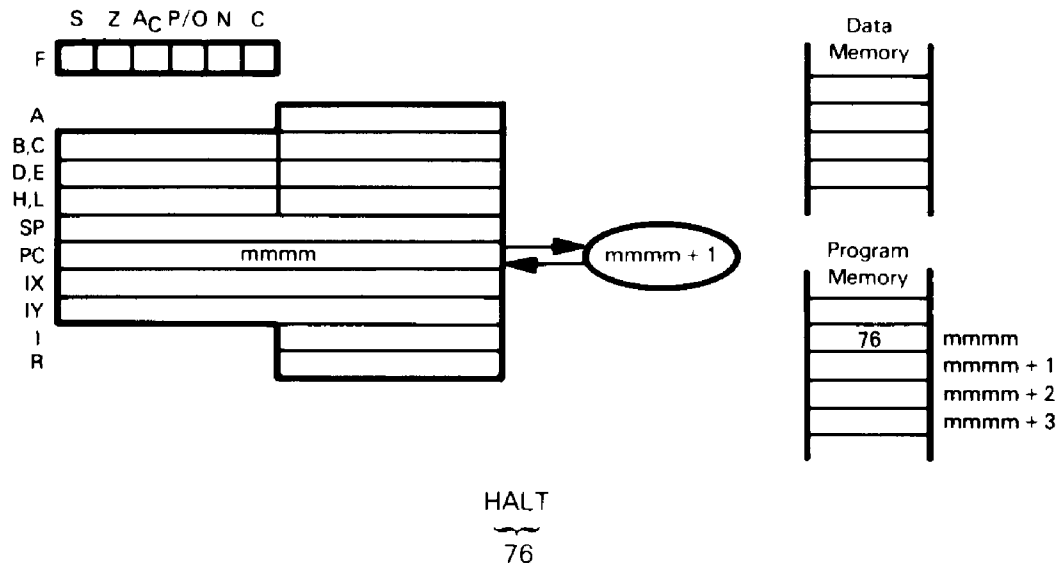 S Z AC P/O N C
F
A
B,C
D,E
H,L
SP
PC mmmm mmmm + 1
IX
IY
I
R
Data
Memory
Program
Memory
76 mmmm
mmmm + 1
mmmm + 2
mmmm + 3
HALT
76